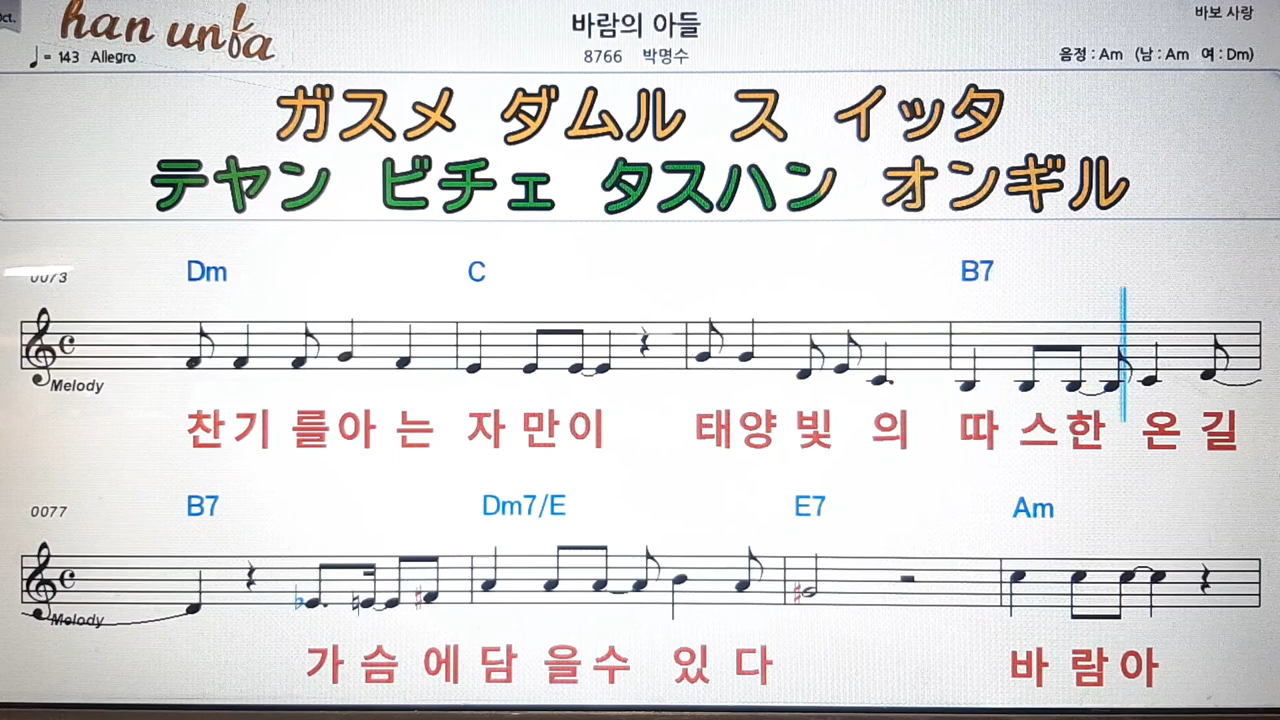 Oct.
han unfa
바람의 아들
바보 사랑
♩= 143 Allegro
8766 박명수
음정 : Am (남 : Am 여 : Dm)
ガスメ ダムル ス イッタ
テヤン ビチェ タスハン オンギル
0073
Dm C B7
Melody
찬기 를아 는 자 만이 태양 빛 의 따 스한 온 길
0077
B7 Dm7/E E7 Am
Melody
가 슴 에 담 을수 있 다 바 람아